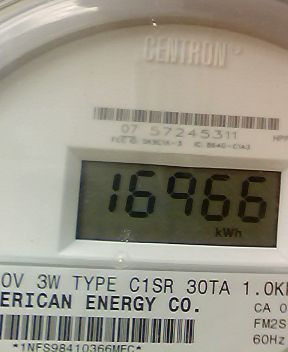 CENTRON®
07 57245311
16966
kWh
0V 3W TYPE C1SR 30TA 1.0K
ERICAN ENERGY CO.
CA 0
FM2S
60Hz
*1NFS98410366MEC*